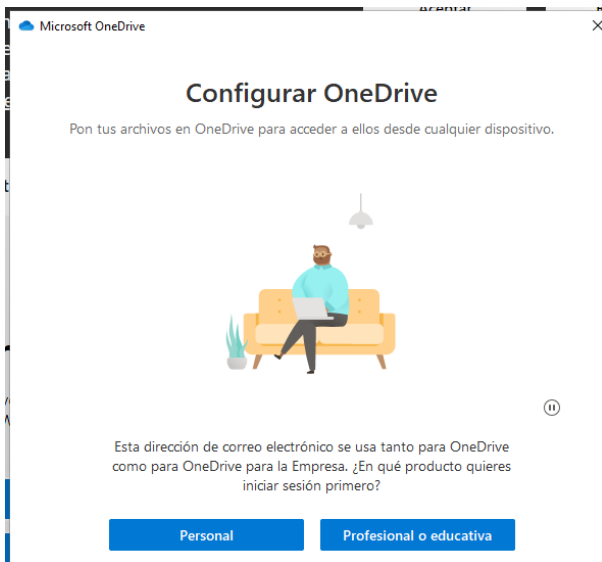 Aceptar
Microsoft OneDrive
Configurar OneDrive
Pon tus archivos en OneDrive para acceder a ellos desde cualquier dispositivo.
Esta dirección de correo electrónico se usa tanto para OneDrive
como para OneDrive para la Empresa. ¿En qué producto quieres
iniciar sesión primero?
Personal
Profesional o educativa